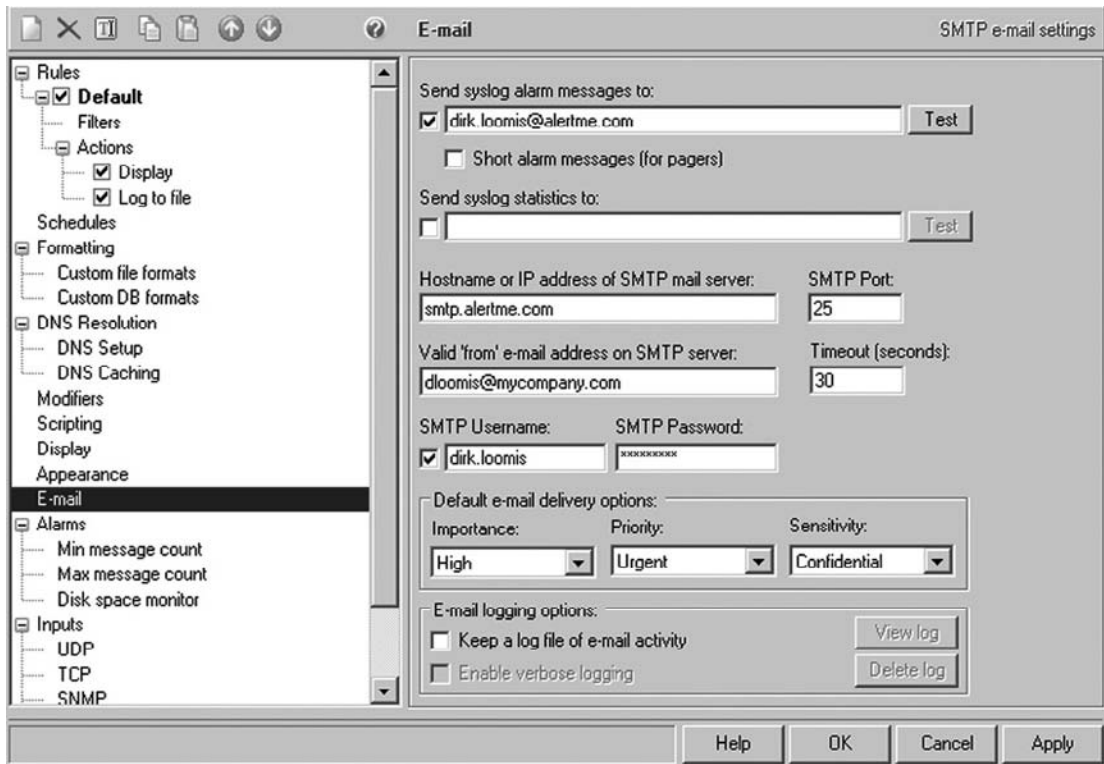 E-mail
SMTP e-mail settings
Rules
Default
Filters
Actions
Display
Log to file
Schedules
Formatting
Custom file formats
Custom DB formats
DNS Resolution
DNS Setup
DNS Caching
Modifiers
Scripting
Display
Appearance
E-mail
Alarms
Min message count
Max message count
Disk space monitor
Inputs
UDP
TCP
SNMP
Send syslog alarm messages to:
dirk.loomis@alertme.com Test
Short alarm messages (for pagers)
Send syslog statistics to:
Test
Hostname or IP address of SMTP mail server: SMTP Port:
smtp.alertme.com 25
Valid 'from' e-mail address on SMTP server: Timeout (seconds):
dloomis@mycompany.com 30
SMTP Username: SMTP Password:
dirk.loomis *********
Default e-mail delivery options:
Importance: Priority: Sensitivity:
High Urgent Confidential
E-mail logging options:
Keep a log file of e-mail activity View log
Enable verbose logging Delete log
Help OK Cancel Apply